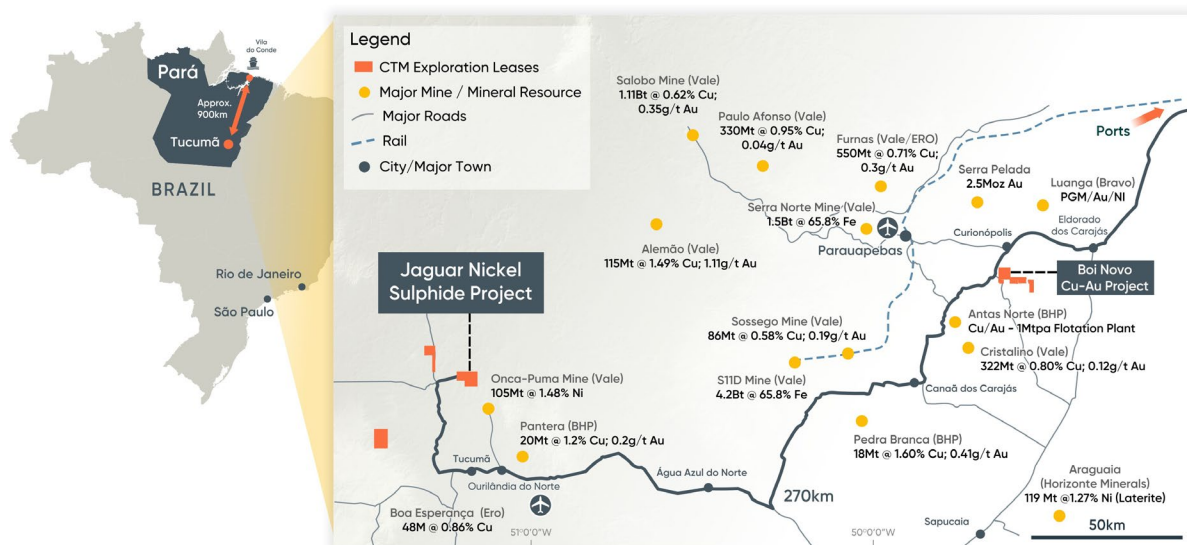 Vila
do Conde
Pará
Approx.
900km
Tucumã
BRAZIL
Rio de Janeiro
São Paulo
Legend
CTM Exploration Leases
Major Mine / Mineral Resource
Major Roads
Rail
City/Major Town
Salobo Mine (Vale)
1.11Bt @ 0.62% Cu;
0.35g/t Au
Paulo Afonso (Vale)
330Mt @ 0.95% Cu;
0.04g/t Au
Furnas (Vale/ERO)
550Mt @ 0.71% Cu;
0.3g/t Au
Ports
Serra Pelada
2.5Moz Au
Luanga (Bravo)
PGM/Au/NI
Serra Norte Mine (Vale)
1.5Bt @ 65.8% Fe
Parauapebas
Curionópolis
Eldorado
dos Carajás
Alemão (Vale)
115Mt @ 1.49% Cu; 1.11g/t Au
Jaguar Nickel
Sulphide Project
Boi Novo
Cu-Au Project
Sossego Mine (Vale)
86Mt @ 0.58% Cu; 0.19g/t Au
Antas Norte (BHP)
Cu/Au - 1Mtpa Flotation Plant
Cristalino (Vale)
322Mt @ 0.80% Cu; 0.12g/t Au
S11D Mine (Vale)
4.2Bt @ 65.8% Fe
Canaã dos Carajás
Onca-Puma Mine (Vale)
105Mt @ 1.48% Ni
Pantera (BHP)
20Mt @ 1.2% Cu; 0.2g/t Au
Pedra Branca (BHP)
18Mt @ 1.60% Cu; 0.41g/t Au
Tucumã
Ourilândia do Norte
Água Azul do Norte
270km
Araguaia
(Horizonte Minerals)
119 Mt @1.27% Ni (Laterite)
Boa Esperança (Ero)
48M @ 0.86% Cu
51°0'0"W
50°0'0"W
Sapucaia
50km